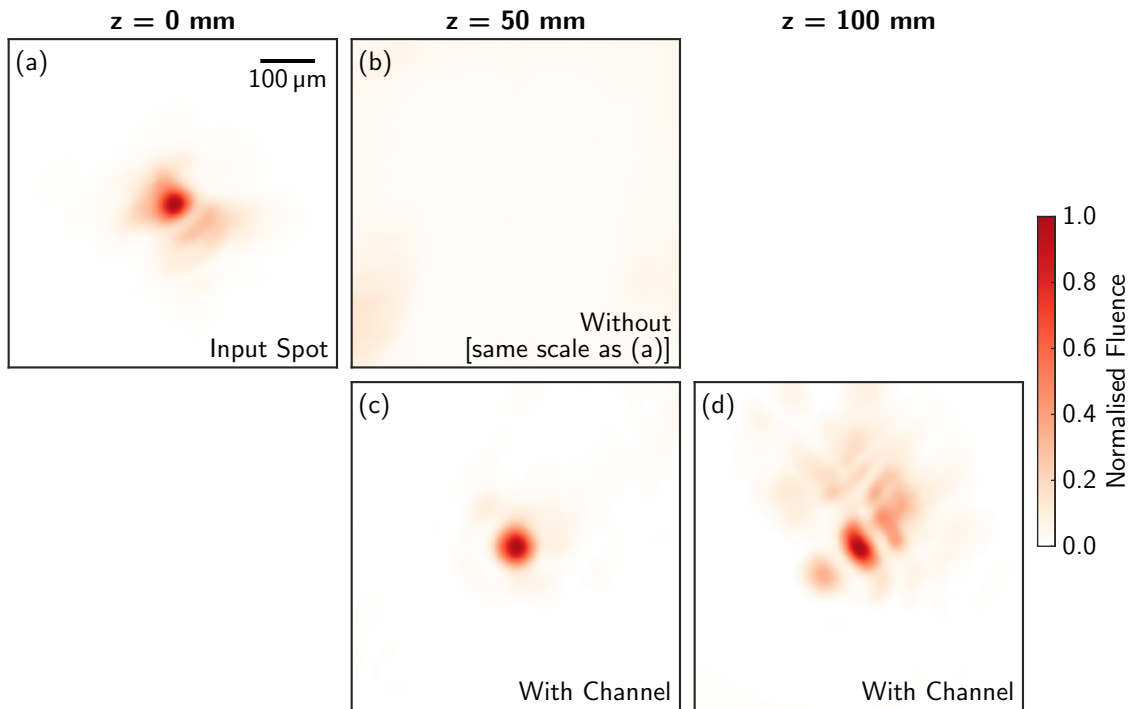 z = 0 mm
z = 50 mm
z = 100 mm
(a)
100 µm
Input Spot
(b)
Without
[same scale as (a)]
(c)
With Channel
(d)
With Channel
1.0
0.8
0.6
0.4
0.2
0.0
Normalised Fluence